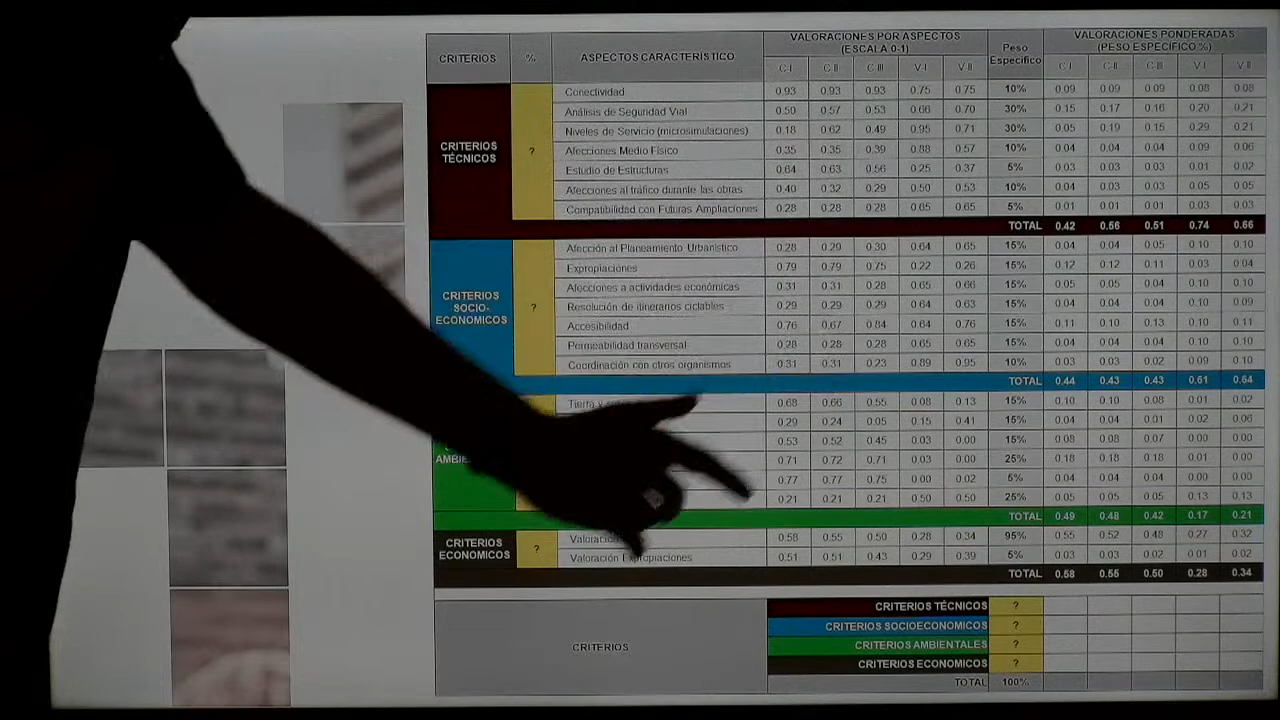 CRITERIOS % ASPECTOS CARACTERÍSTICO VALORACIONES POR ASPECTOS (ESCALA 0-1) Peso Específico VALORACIONES PONDERADAS (PESO ESPECÍFICO %)
C-I C-II C-III V-I V-II C-I C-II C-III V-I V-II
CRITERIOS TÉCNICOS ?
Conectividad 0.93 0.93 0.93 0.75 0.75 10% 0.09 0.09 0.09 0.08 0.08
Análisis de Seguridad Vial 0.50 0.57 0.53 0.66 0.70 30% 0.15 0.17 0.16 0.20 0.21
Niveles de Servicio (microsimulaciones) 0.18 0.62 0.49 0.95 0.71 30% 0.05 0.19 0.15 0.29 0.21
Afecciones Medio Físico 0.35 0.35 0.39 0.88 0.57 10% 0.04 0.04 0.04 0.09 0.06
Estudio de Estructuras 0.64 0.63 0.56 0.25 0.37 5% 0.03 0.03 0.03 0.01 0.02
Afecciones al tráfico durante las obras 0.40 0.32 0.29 0.50 0.53 10% 0.04 0.03 0.03 0.05 0.05
Compatibilidad con Futuras Ampliaciones 0.28 0.28 0.28 0.65 0.65 5% 0.01 0.01 0.01 0.03 0.03
TOTAL 0.42 0.56 0.51 0.74 0.66
CRITERIOS SOCIO-ECONOMICOS ?
Afección al Planeamiento Urbanístico 0.28 0.29 0.30 0.64 0.65 15% 0.04 0.04 0.05 0.10 0.10
Expropiaciones 0.79 0.79 0.75 0.22 0.26 15% 0.12 0.12 0.11 0.03 0.04
Afecciones a actividades económicas 0.31 0.31 0.28 0.65 0.66 15% 0.05 0.05 0.04 0.10 0.10
Resolución de itinerarios ciclables 0.29 0.29 0.29 0.64 0.63 15% 0.04 0.04 0.04 0.10 0.09
Accesibilidad 0.76 0.67 0.84 0.64 0.76 15% 0.11 0.10 0.13 0.10 0.11
Permeabilidad transversal 0.28 0.28 0.28 0.65 0.65 15% 0.04 0.04 0.04 0.10 0.10
Coordinación con otros organismos 0.31 0.31 0.23 0.89 0.95 10% 0.03 0.03 0.02 0.09 0.10
TOTAL 0.44 0.43 0.43 0.61 0.64
Tierra y 0.68 0.66 0.55 0.08 0.13 15% 0.10 0.10 0.08 0.01 0.02
0.29 0.24 0.05 0.15 0.41 15% 0.04 0.04 0.01 0.02 0.06
0.53 0.52 0.45 0.03 0.00 15% 0.08 0.08 0.07 0.00 0.00
AMBIE 0.71 0.72 0.71 0.03 0.00 25% 0.18 0.18 0.18 0.01 0.00
0.77 0.77 0.75 0.00 0.02 5% 0.04 0.04 0.04 0.00 0.00
0.21 0.21 0.21 0.50 0.50 25% 0.05 0.05 0.05 0.13 0.13
TOTAL 0.49 0.48 0.42 0.17 0.21
CRITERIOS ECONOMICOS ?
Valoración 0.58 0.55 0.50 0.28 0.34 95% 0.55 0.52 0.48 0.27 0.32
Valoración Expropiaciones 0.51 0.51 0.43 0.29 0.39 5% 0.03 0.03 0.02 0.01 0.02
TOTAL 0.58 0.55 0.50 0.28 0.34
CRITERIOS
CRITERIOS TÉCNICOS ?
CRITERIOS SOCIOECONOMICOS ?
CRITERIOS AMBIENTALES ?
CRITERIOS ECONOMICOS ?
TOTAL 100%